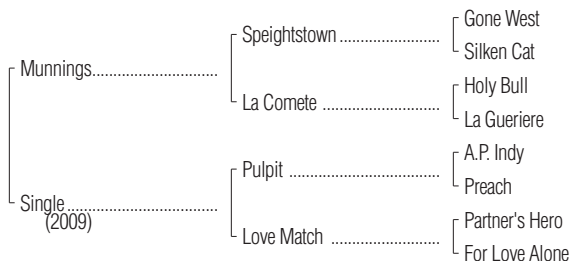 Gone West
Speightstown
Silken Cat
Munnings
Holy Bull
La Comete
La Gueriere
A.P. Indy
Pulpit
Preach
Single
(2009)
Partner's Hero
Love Match
For Love Alone